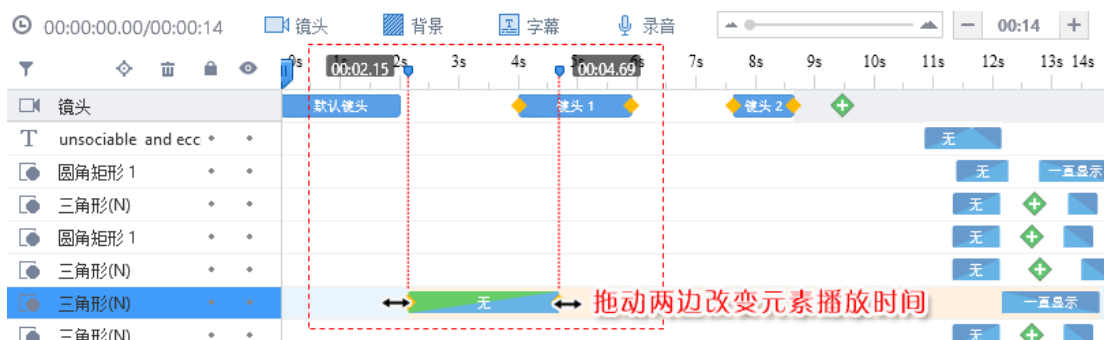 00:00:00.00/00:00:14 镜头 背景 字幕 录音 00:14
0s 2s 3s 4s 6s 7s 8s 9s 10s 11s 12s 13s 14s
00:02.15 00:04.69
镜头 默认镜头 镜头 1 镜头 2
unsociable and ecc 无
圆角矩形 1 无 一直显示
三角形(N) 无
圆角矩形 1 无
三角形(N) 无
三角形(N) 无 拖动两边改变元素播放时间 一直显示
三角形(N) 无